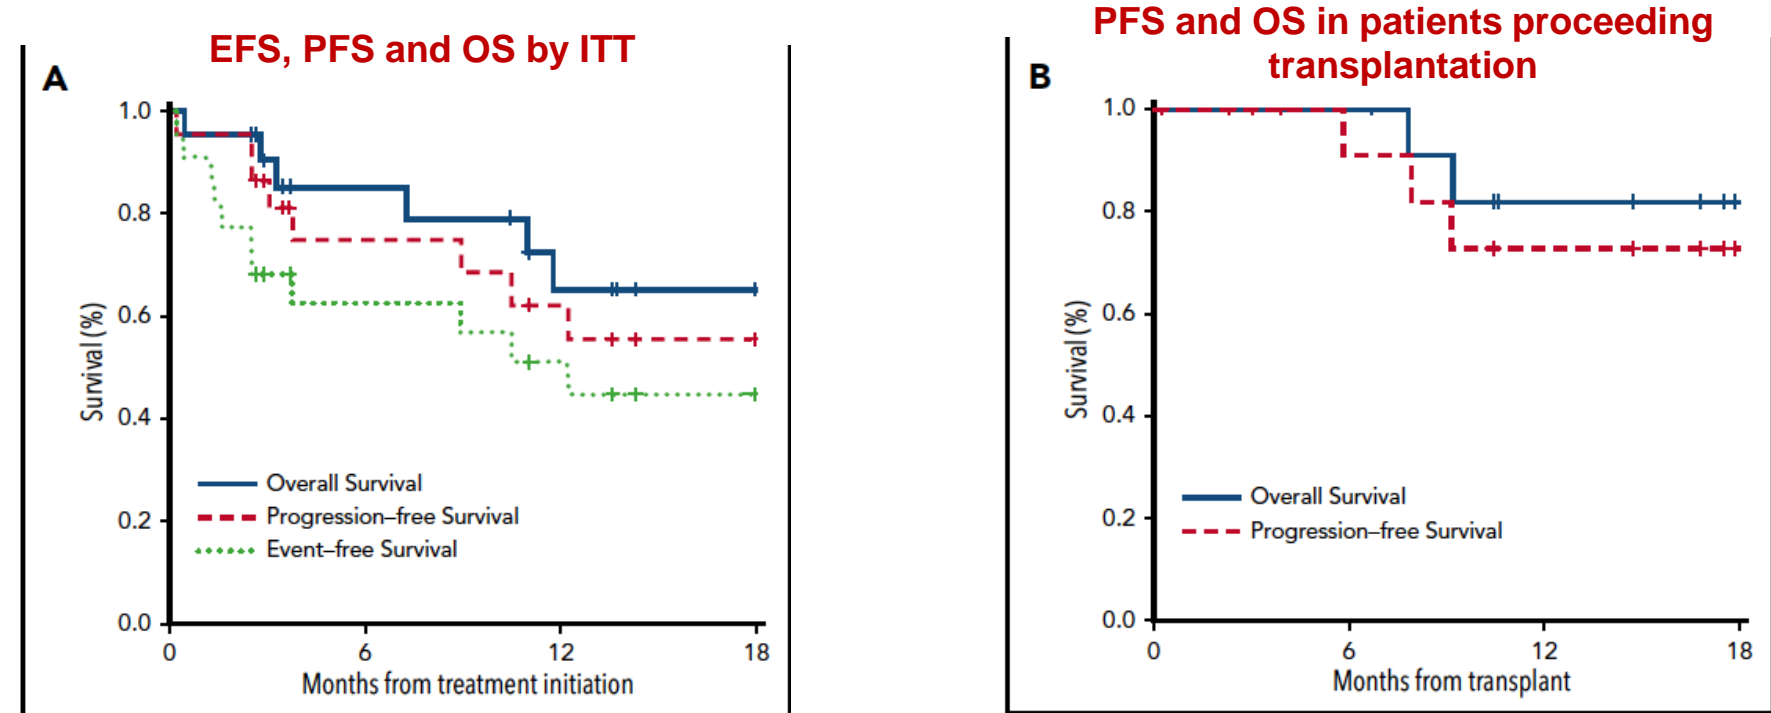 EFS, PFS and OS by ITT
A
1.0
0.8
0.6
0.4
0.2
0.0
Survival (%)
Overall Survival
Progression–free Survival
Event–free Survival
0 6 12 18
Months from treatment initiation
PFS and OS in patients proceeding
transplantation
B
1.0
0.8
0.6
0.4
0.2
0.0
Survival (%)
Overall Survival
Progression–free Survival
0 6 12 18
Months from transplant